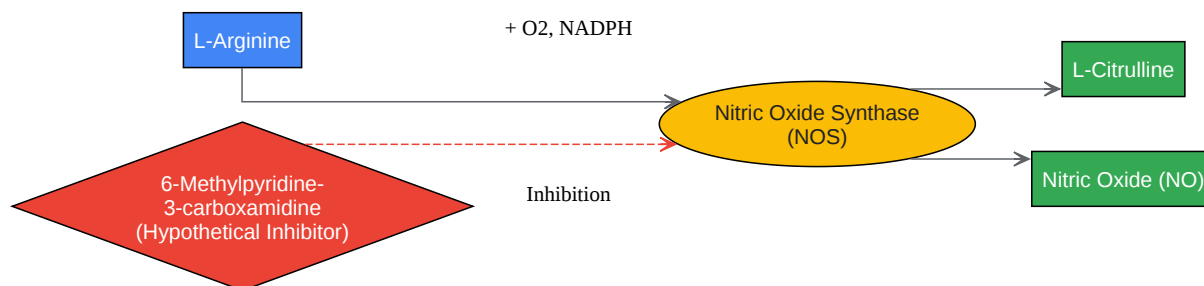 L-Arginine
+ O2, NADPH
L-Citrulline
Nitric Oxide Synthase
(NOS)
Nitric Oxide (NO)
6-Methylpyridine-
3-carboxamidine
(Hypothetical Inhibitor)
Inhibition